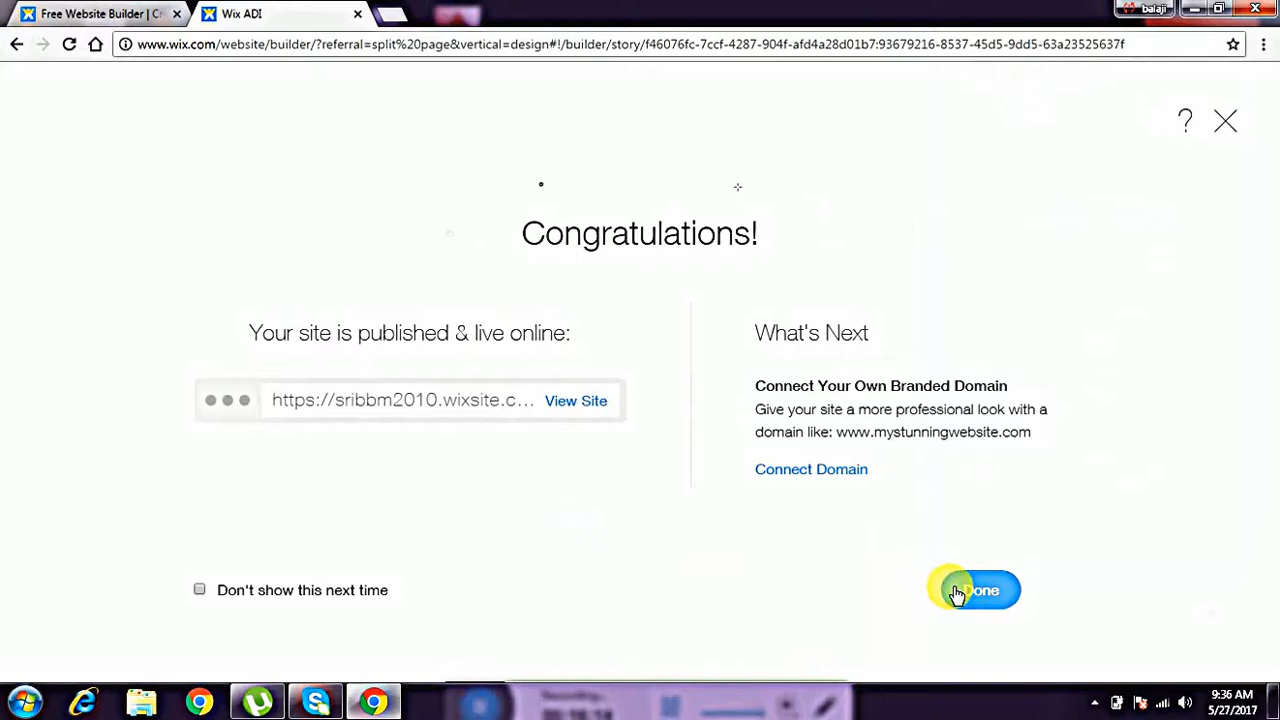 Free Website Builder | Cr
Wix ADI
balaji
www.wix.com/website/builder/?referral=split%20page&vertical=design#!/builder/story/f46076fc-7ccf-4287-904f-afd4a28d01b7:93679216-8537-45d5-9dd5-63a23525637f
?
Congratulations!
Your site is published & live online:
https://sribbm2010.wixsite.c... View Site
What's Next
Connect Your Own Branded Domain
Give your site a more professional look with a
domain like: www.mystunningwebsite.com
Connect Domain
Don't show this next time
Done
9:36 AM
5/27/2017